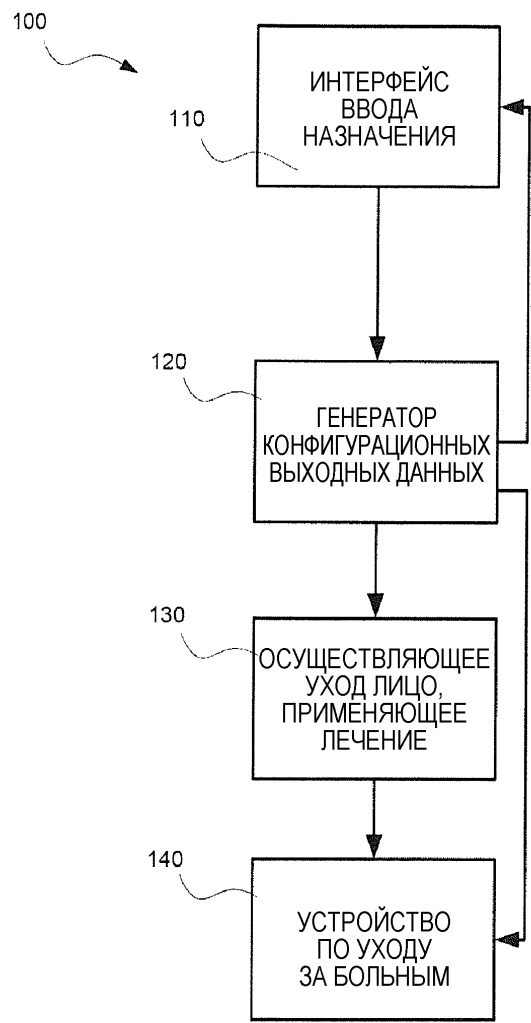 100
ИНТЕРФЕЙС
ВВОДА
НАЗНАЧЕНИЯ
110
120
ГЕНЕРАТОР
КОНФИГУРАЦИОННЫХ
ВЫХОДНЫХ ДАННЫХ
130
ОСУЩЕСТВЛЯЮЩЕЕ
УХОД ЛИЦО,
ПРИМЕНЯЮЩЕЕ
ЛЕЧЕНИЕ
140
УСТРОЙСТВО
ПО УХОДУ
ЗА БОЛЬНЫМ